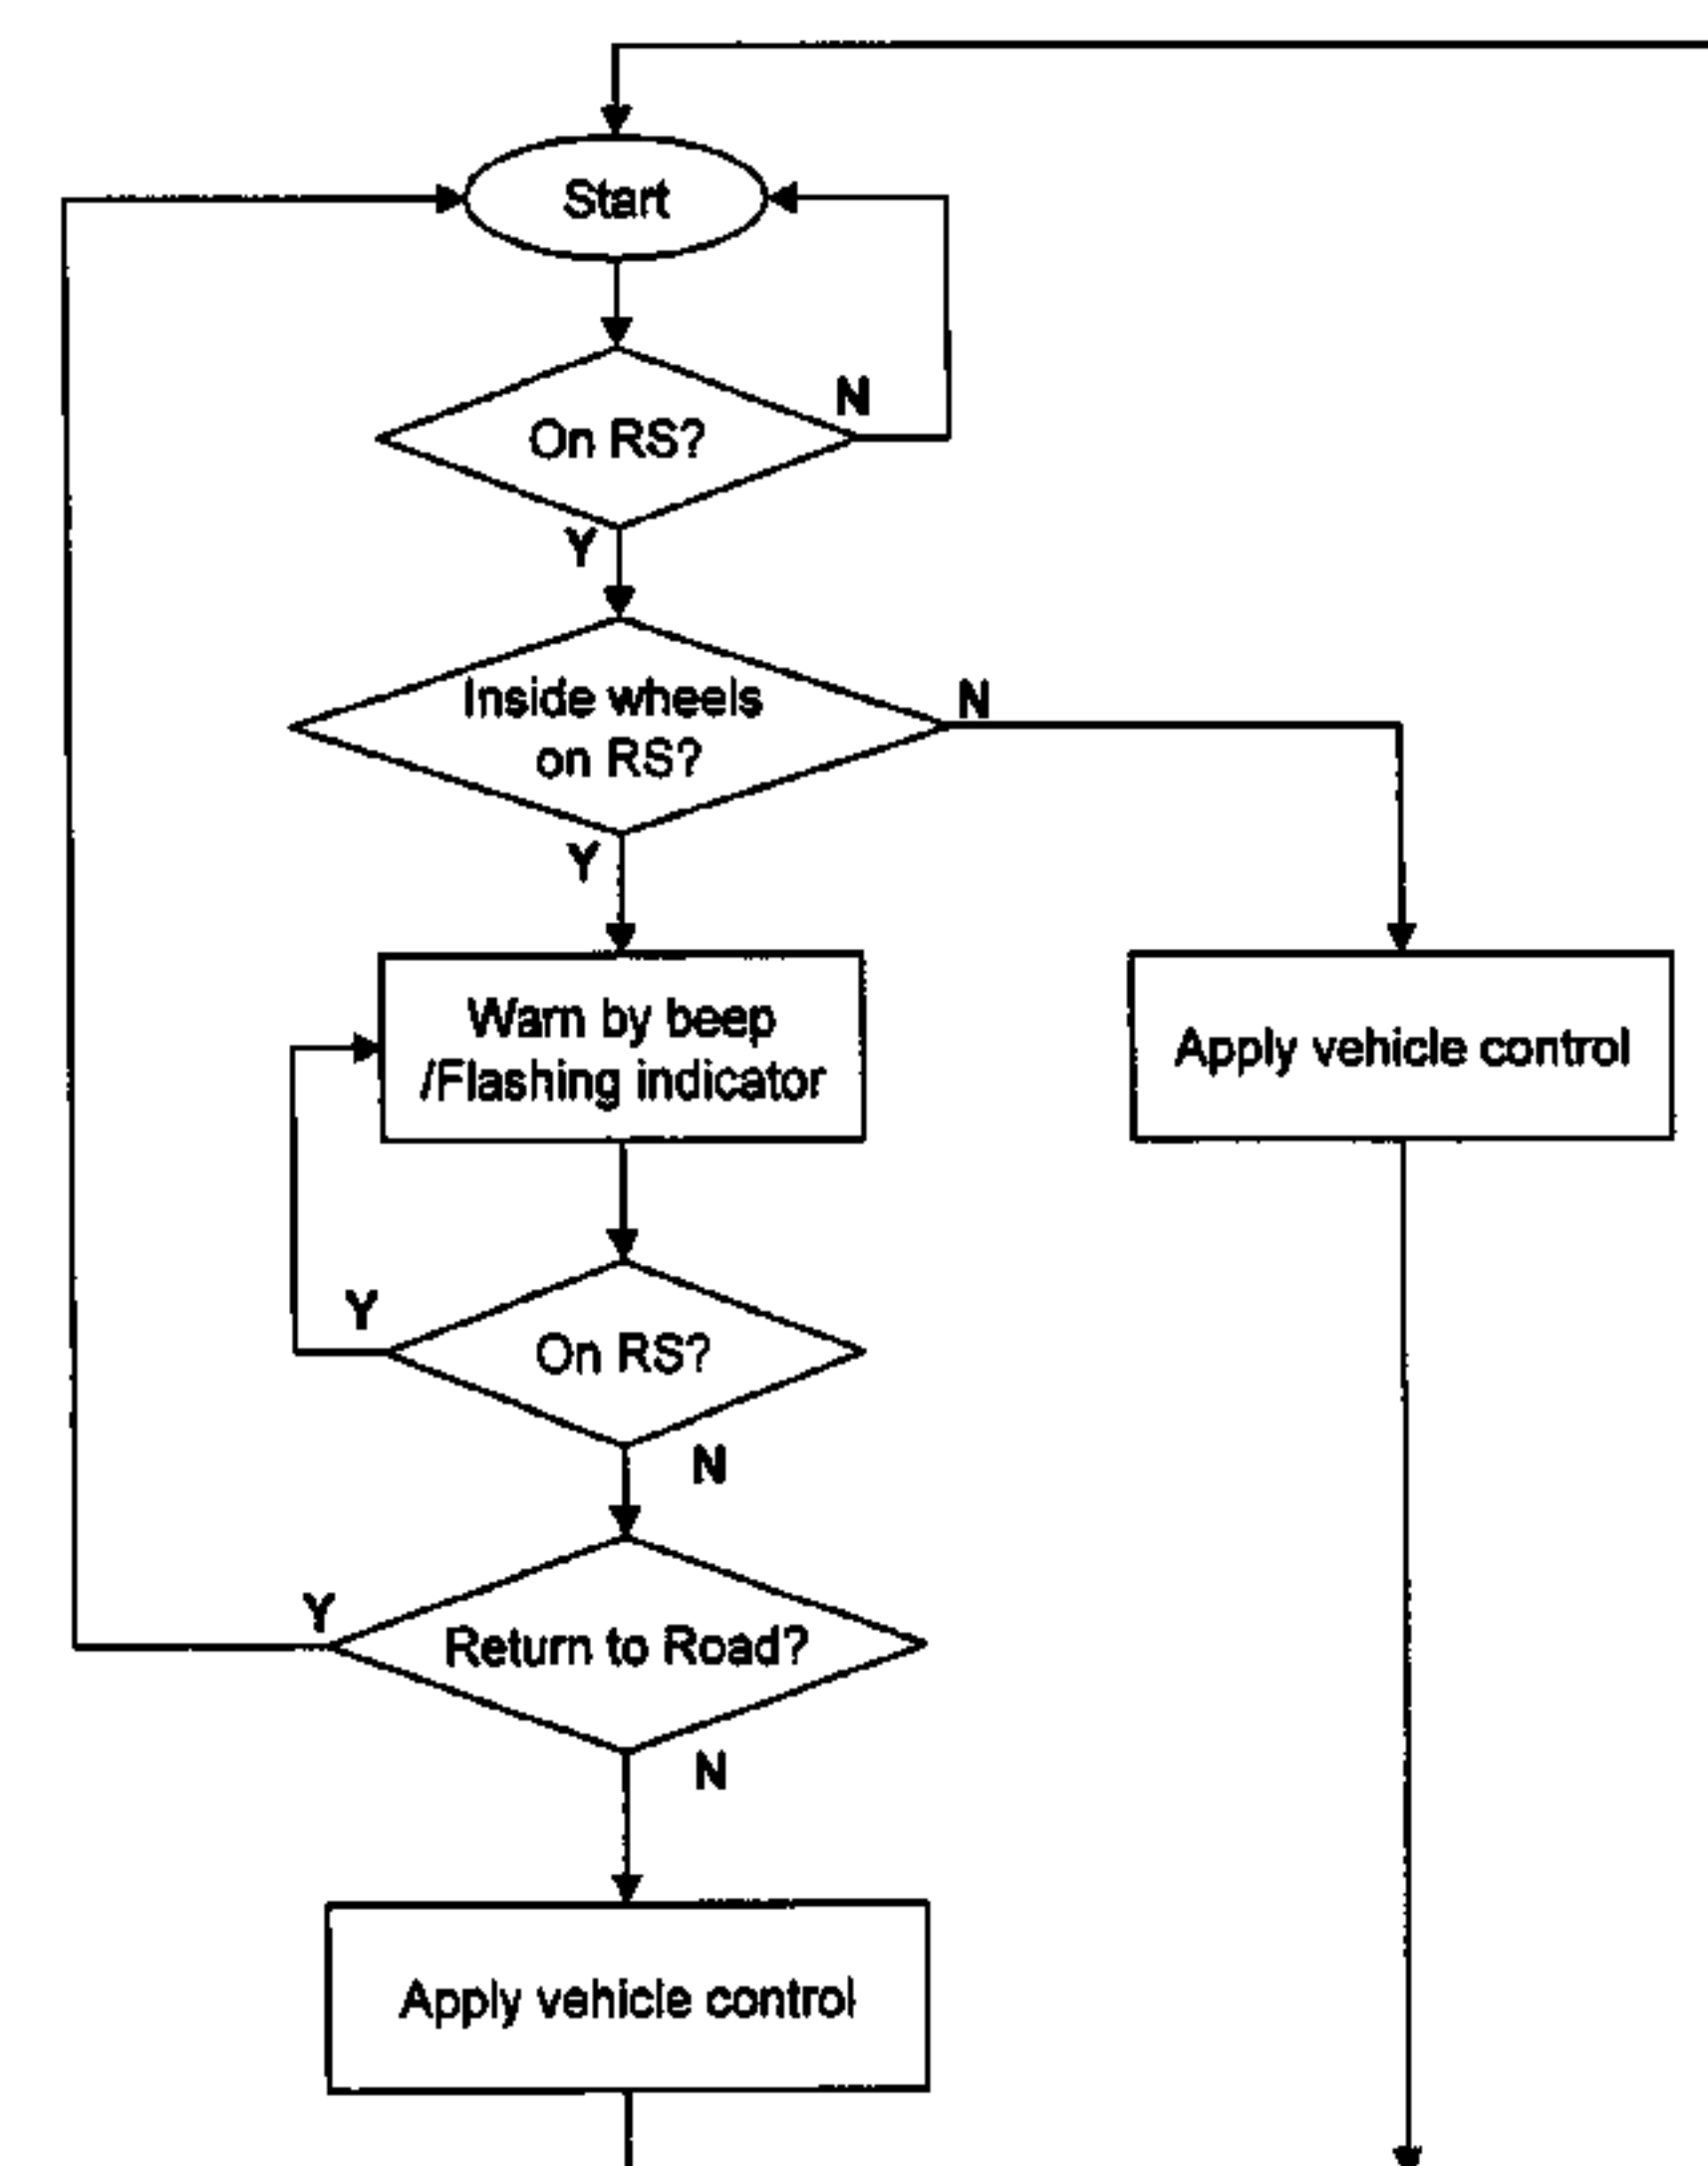 Start
On RS?
N
Y
Inside wheels
on RS?
N
Y
Warn by beep
/Flashing indicator
Apply vehicle control
Y
On RS?
N
Y
Return to Road?
N
Apply vehicle control